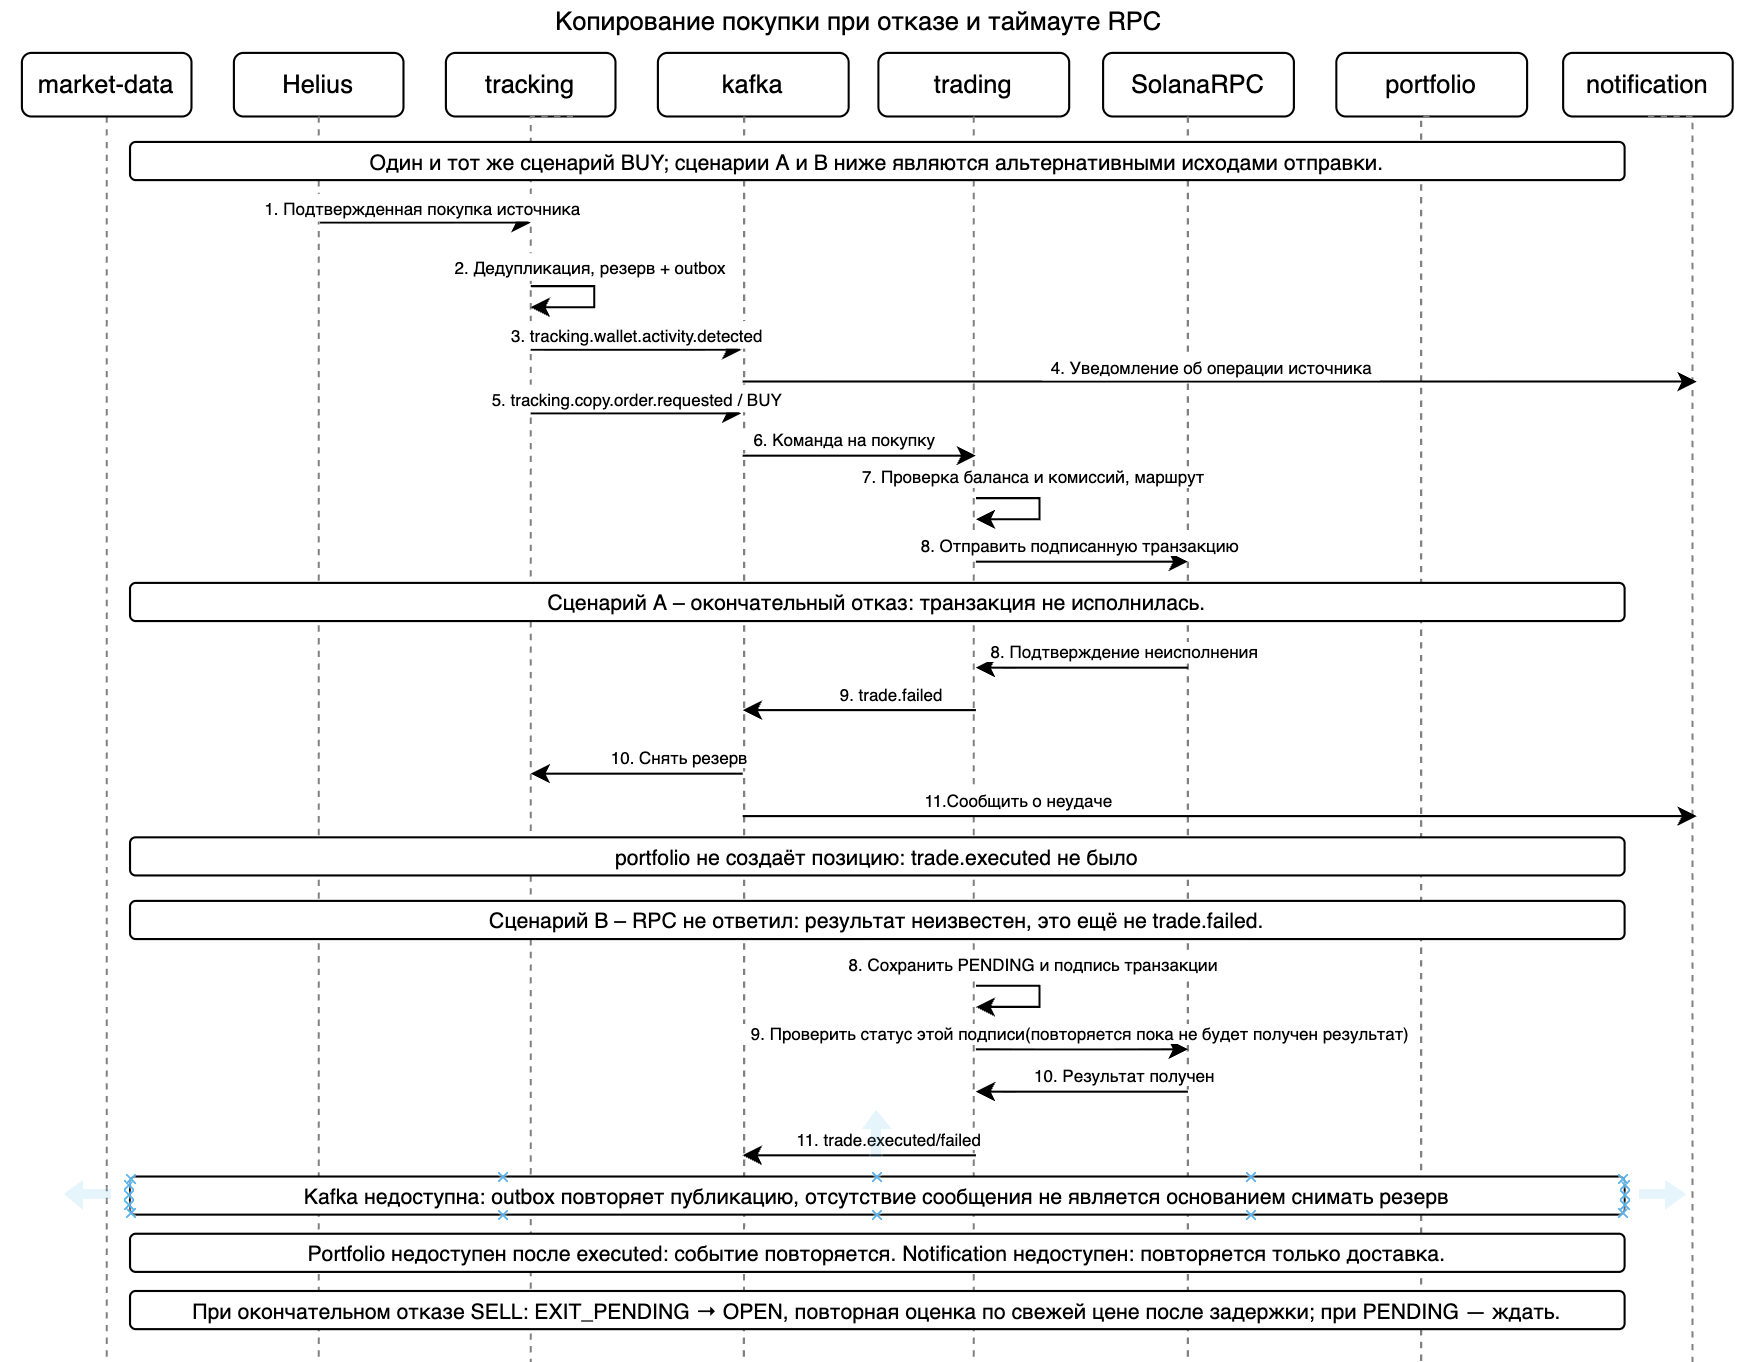 Копирование покупки при отказе и таймауте RPC
market-data
Helius
tracking
kafka
trading
SolanaRPC
portfolio
notification
Один и тот же сценарий BUY; сценарии А и В ниже являются альтернативными исходами отправки.
1. Подтвержденная покупка источника
2. Дедупликация, резерв + outbox
3. tracking.wallet.activity.detected
4. Уведомление об операции источника
5. tracking.copy.order.requested / BUY
6. Команда на покупку
7. Проверка баланса и комиссий, маршрут
8. Отправить подписанную транзакцию
Сценарий А – окончательный отказ: транзакция не исполнилась.
8. Подтверждение неисполнения
9. trade.failed
10. Снять резерв
11.Сообщить о неудаче
portfolio не создаёт позицию: trade.executed не было
Сценарий В – RPC не ответил: результат неизвестен, это ещё не trade.failed.
8. Сохранить PENDING и подпись транзакции
9. Проверить статус этой подписи(повторяется пока не будет получен результат)
10. Результат получен
11. trade.executed/failed
Kafka недоступна: outbox повторяет публикацию, отсутствие сообщения не является основанием снимать резерв
Portfolio недоступен после executed: событие повторяется. Notification недоступен: повторяется только доставка.
При окончательном отказе SELL: EXIT_PENDING → OPEN, повторная оценка по свежей цене после задержки; при PENDING — ждать.